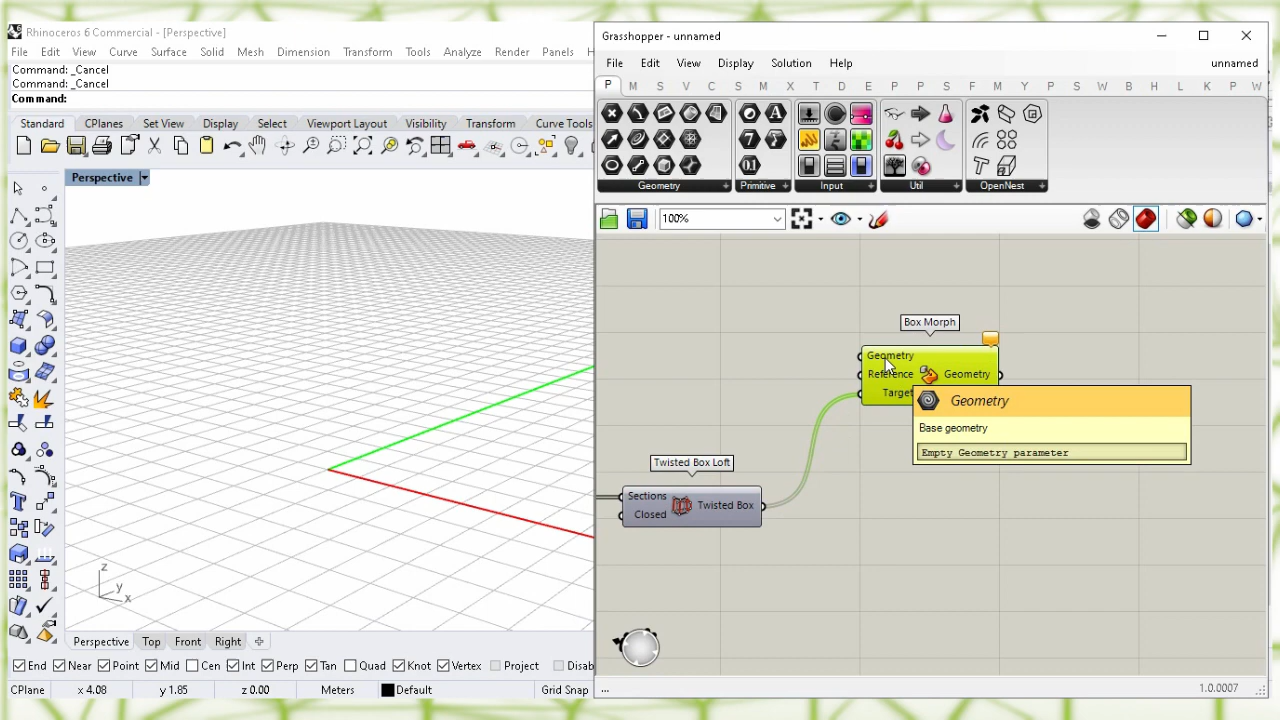 Rhinoceros 6 Commercial - [Perspective]
File Edit View Curve Surface Solid Mesh Dimension Transform Tools Analyze Render Panels H
Command: _Cancel
Command: _Cancel
Command:
Standard CPlanes Set View Display Select Viewport Layout Visibility Transform Curve Tools
Perspective
z
y
x
Perspective Top Front Right
End Near Point Mid Cen Int Perp Tan Quad Knot Vertex Project Disab
CPlane x 4.08 y 1.85 z 0.00 Meters Default Grid Snap
Grasshopper - unnamed
File Edit View Display Solution Help unnamed
P M S V C S M X T D E P P S F M Y S W B H L K P W
A
7
0.1
Geometry Primitive Input Util OpenNest
100%
Box Morph
Geometry
Reference Geometry
Target
Geometry
Base geometry
Empty Geometry parameter
Twisted Box Loft
Sections
Twisted Box
Closed
... 1.0.0007